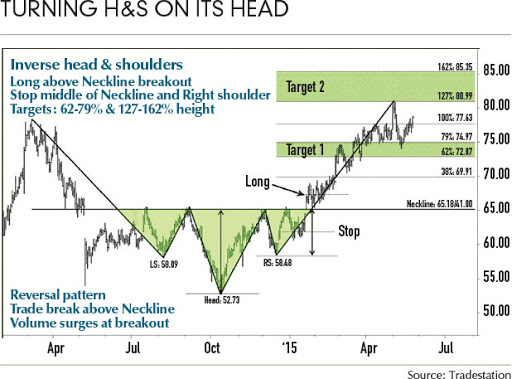 TURNING H&S ON ITS HEAD
Inverse head & shoulders
Long above Neckline breakout
Stop middle of Neckline and Right shoulder
Targets: 62-79% & 127-162% height
162% 85.35
85.00
Target 2
127% 80.99
80.00
100% 77.63
79% 74.97
75.00
Target 1
62% 72.87
38% 69.91
70.00
Long
Neckline: 65.18/41.00
65.00
Stop
60.00
LS: 58.09
RS: 58.48
55.00
Head: 52.73
Reversal pattern
Trade break above Neckline
Volume surges at breakout
50.00
Apr Jul Oct '15 Apr Jul
Source: Tradestation